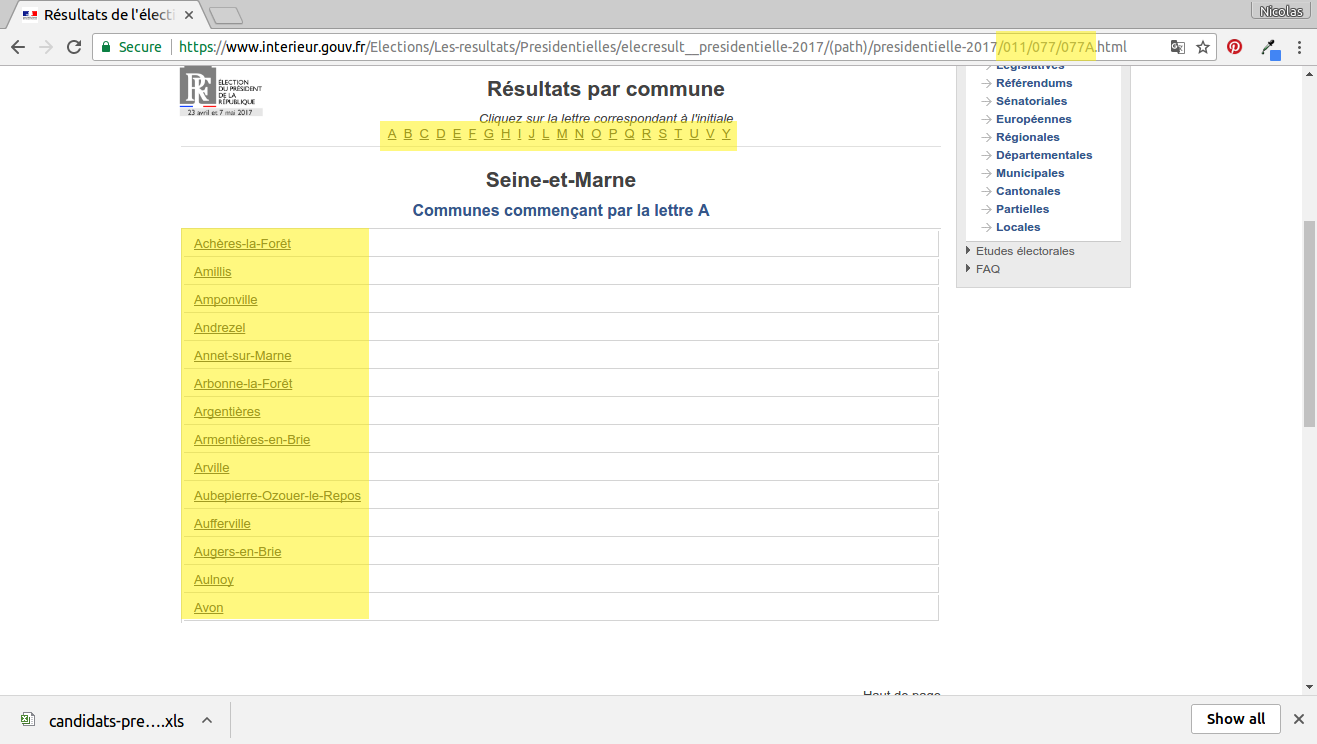 Résultats de l'électi
Nicolas
Secure
https://www.interieur.gouv.fr/Elections/Les-resultats/Presidentielles/elecresult__presidentielle-2017/(path)/presidentielle-2017/011/077/077A.html
ELECTION
DU PRÉSIDENT
DE LA
RÉPUBLIQUE
23 avril et 7 mai 2017
Résultats par commune
Cliquez sur la lettre correspondant à l'initiale
A B C D E F G H I J L M N O P Q R S T U V Y
Seine-et-Marne
Communes commençant par la lettre A
Achères-la-Forêt
Amillis
Amponville
Andrezel
Annet-sur-Marne
Arbonne-la-Forêt
Argentières
Armentières-en-Brie
Arville
Aubepierre-Ozouer-le-Repos
Aufferville
Augers-en-Brie
Aulnoy
Avon
Législatives
Référendums
Sénatoriales
Européennes
Régionales
Départementales
Municipales
Cantonales
Partielles
Locales
Etudes électorales
FAQ
Haut de page
candidats-pre....xls
Show all